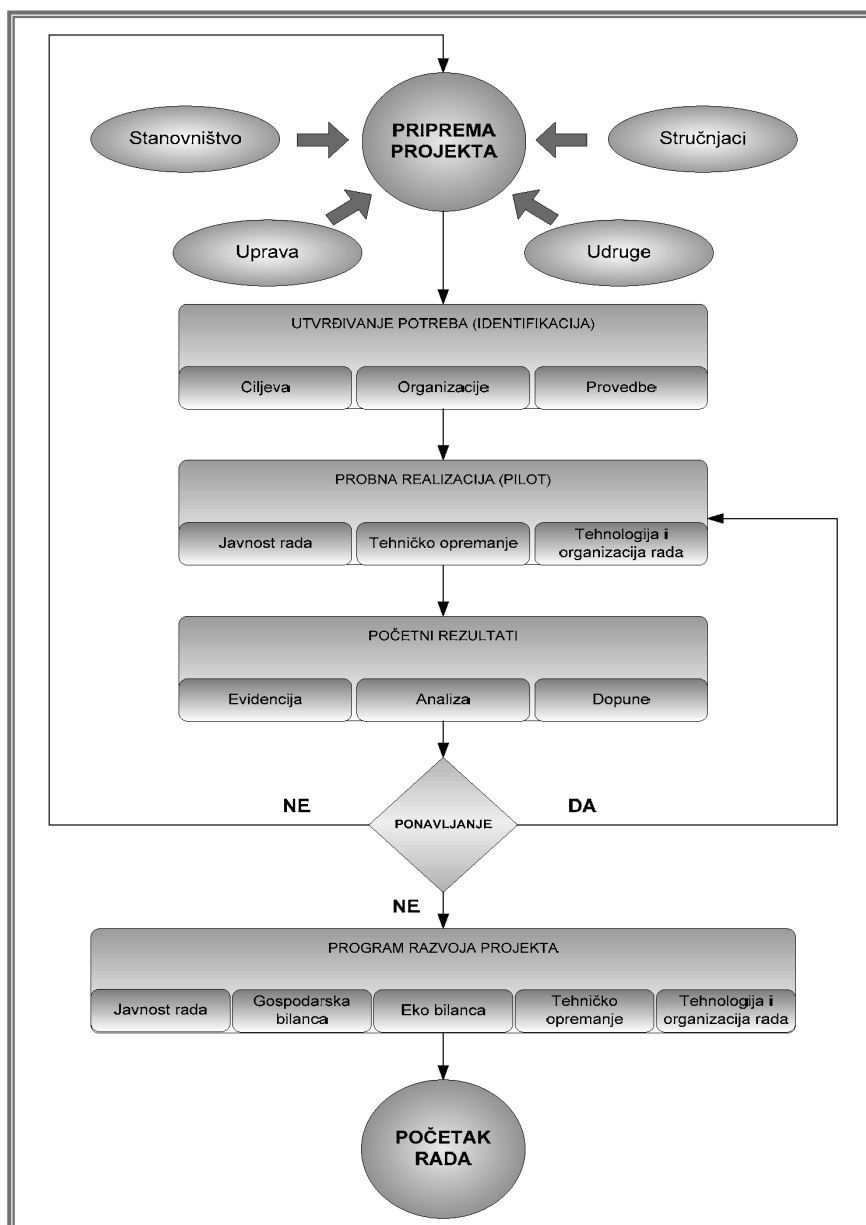 PRIPREMA
PROJEKTA
Stanovništvo
Stručnjaci
Uprava
Udruge
UTVRĐIVANJE POTREBA (IDENTIFIKACIJA)
Ciljeva
Organizacije
Provedbe
PROBNA REALIZACIJA (PILOT)
Javnost rada
Tehničko opremanje
Tehnologija i
organizacija rada
POČETNI REZULTATI
Evidencija
Analiza
Dopune
NE
PONAVLJANJE
DA
NE
PROGRAM RAZVOJA PROJEKTA
Javnost rada
Gospodarska
bilanca
Eko bilanca
Tehničko
opremanje
Tehnologija i
organizacija rada
POČETAK
RADA